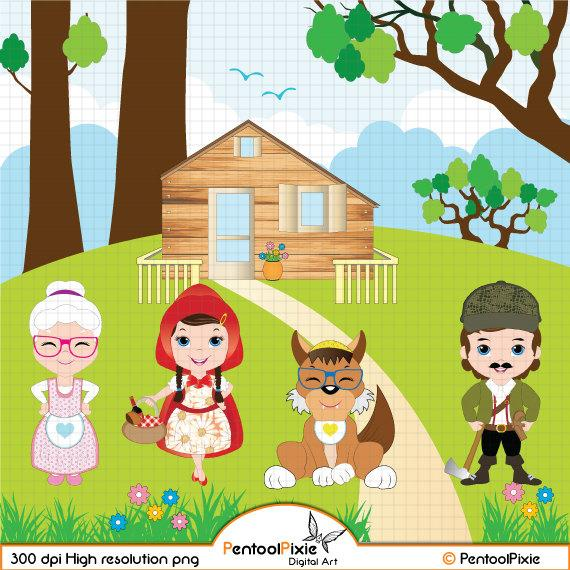 300 dpi High resolution png
PentoolPixie
Digital Art
© PentoolPixie